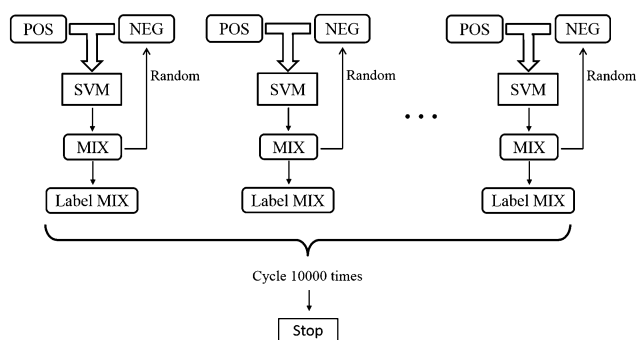 POS NEG POS NEG POS NEG
Random Random Random
SVM SVM SVM
...
MIX MIX MIX
Label MIX Label MIX Label MIX
Cycle 10000 times
Stop